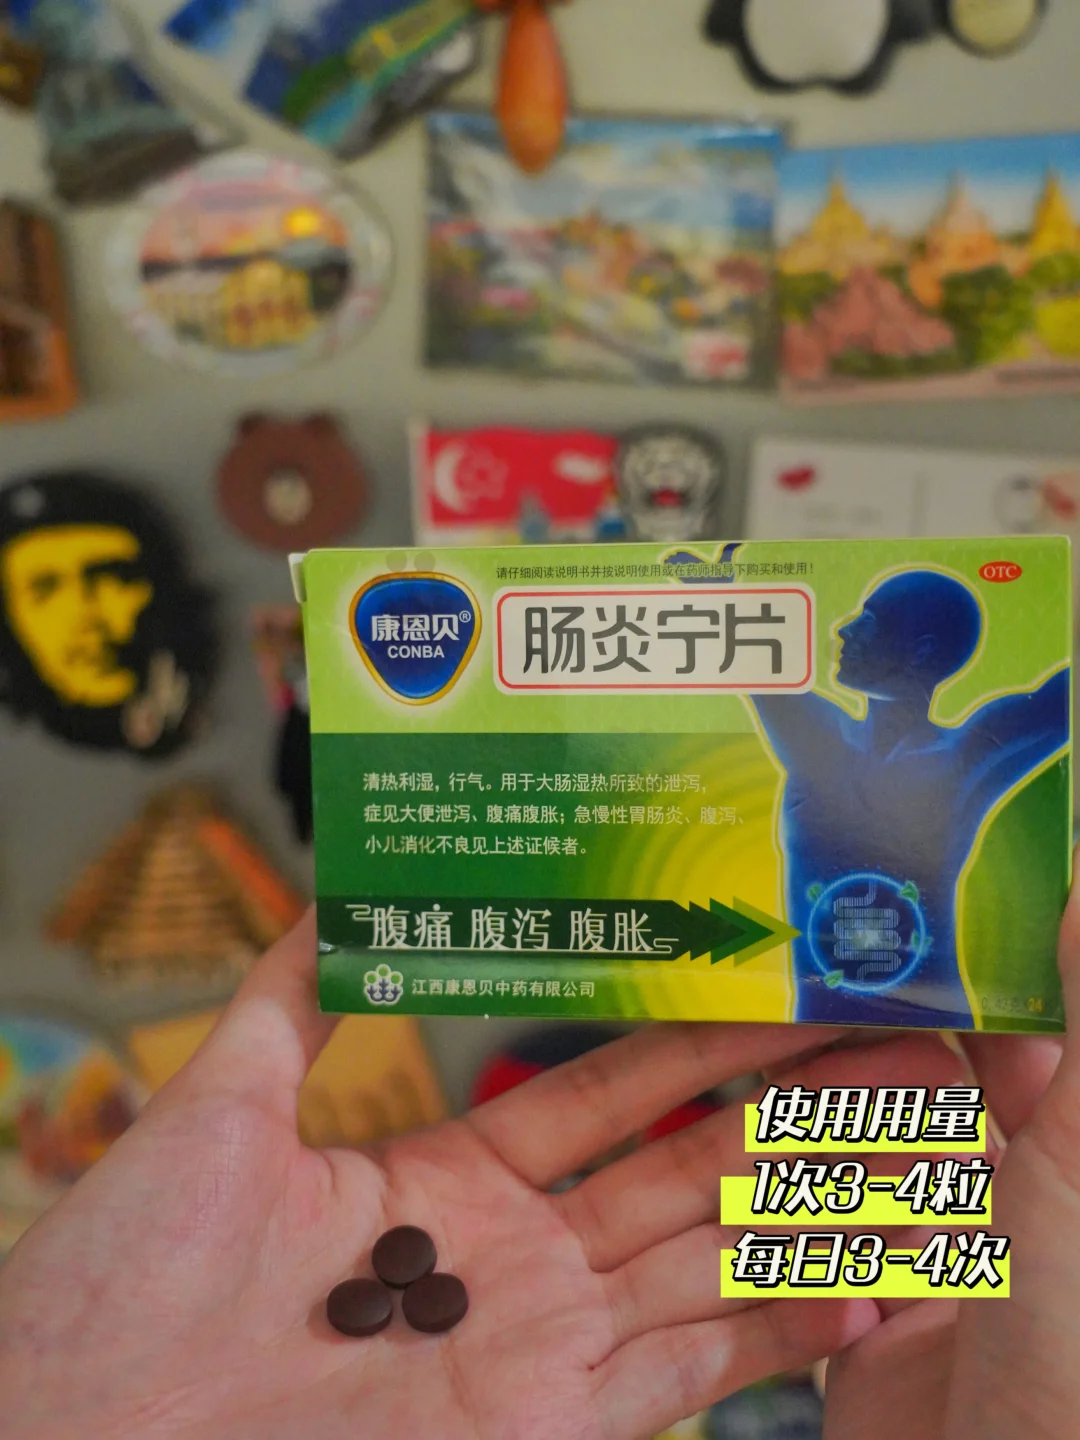 请仔细阅读说明书并按说明使用或在药师指导下购买和使用！
OTC
康恩贝®
CONBA
肠炎宁片
清热利湿，行气。用于大肠湿热所致的泄泻，
症见大便泄泻、腹痛腹胀；急慢性胃肠炎、腹泻、
小儿消化不良见上述证候者。
腹痛 腹泻 腹胀
江西康恩贝中药有限公司
使用用量
1次3-4粒
每日3-4次